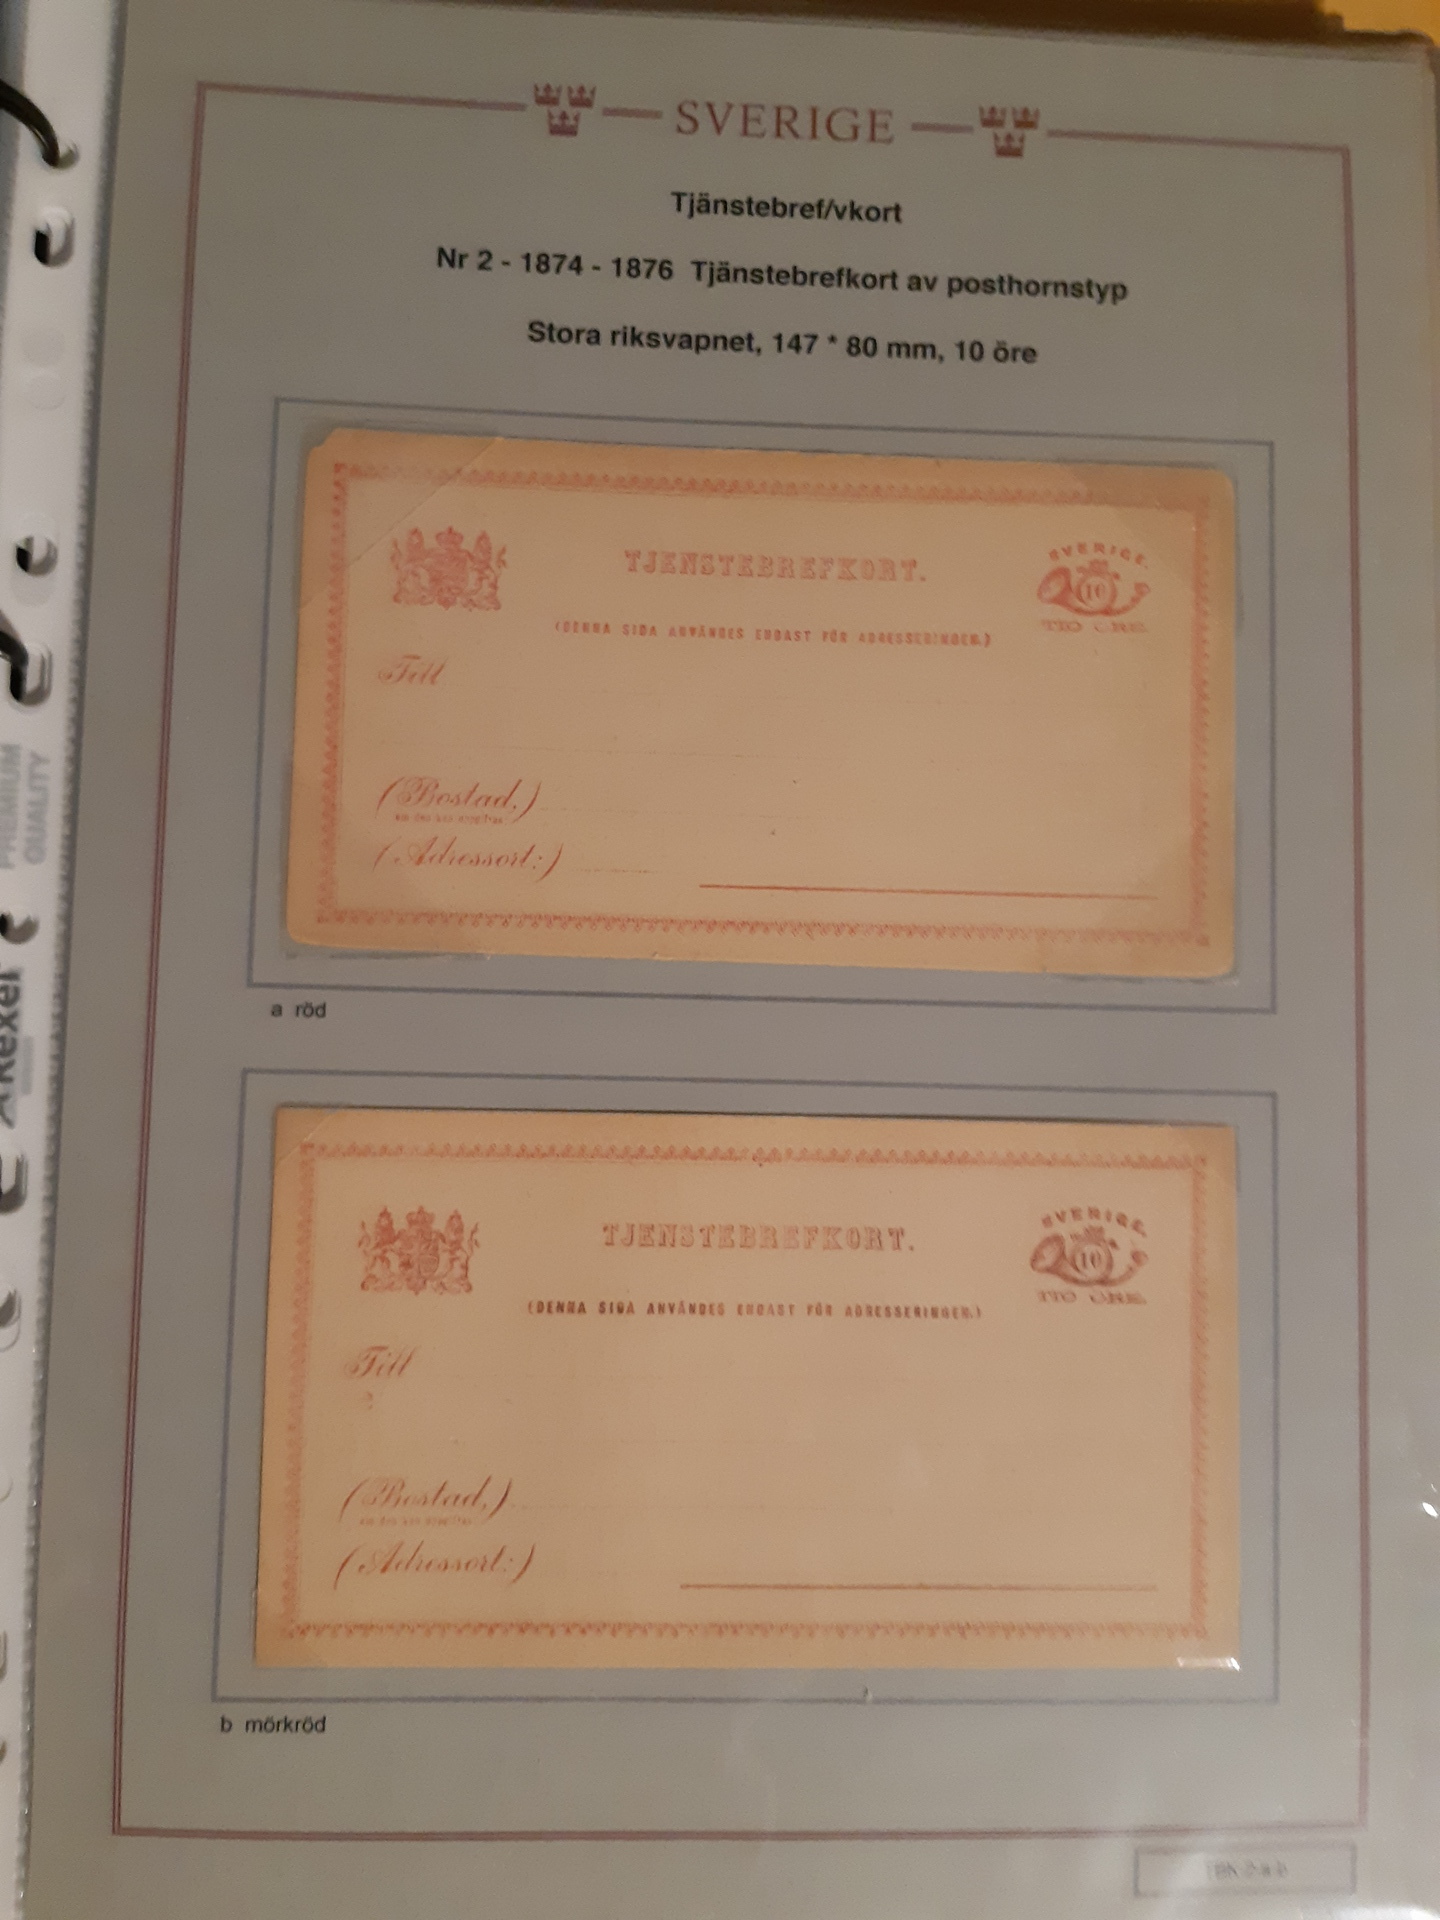 SVERIGE
Tjänstebref/vkort
Nr 2 - 1874 - 1876 Tjänstebrefkort av posthornstyp
Stora riksvapnet, 147 * 80 mm, 10 öre
TJENSTEBREFKORT.
SVERIGE.
10
TIO ÖRE.
(DENNA SIDA ANVÄNDES ENDAST FÖR ADRESSERINGEN.)
Till
(Bostad,)
(Adressort:)
a röd
TJENSTEBREFKORT.
SVERIGE.
10
TIO ÖRE.
(DENNA SIDA ANVÄNDES ENDAST FÖR ADRESSERINGEN.)
Till
(Bostad,)
(Adressort:)
b mörkröd
PREMIUM
QUALITY